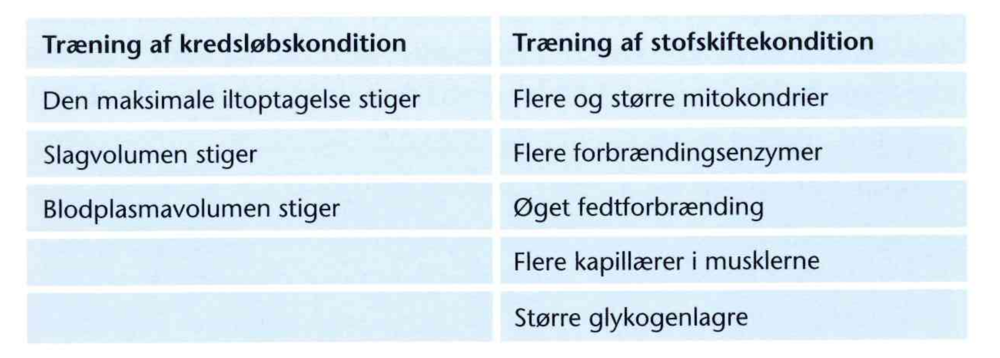 Træning af kredsløbskondition
Træning af stofskiftekondition
Den maksimale iltoptagelse stiger
Flere og større mitokondrier
Slagvolumen stiger
Flere forbrændingsenzymer
Blodplasmavolumen stiger
Øget fedtforbrænding
Flere kapillærer i musklerne
Større glykogenlagre